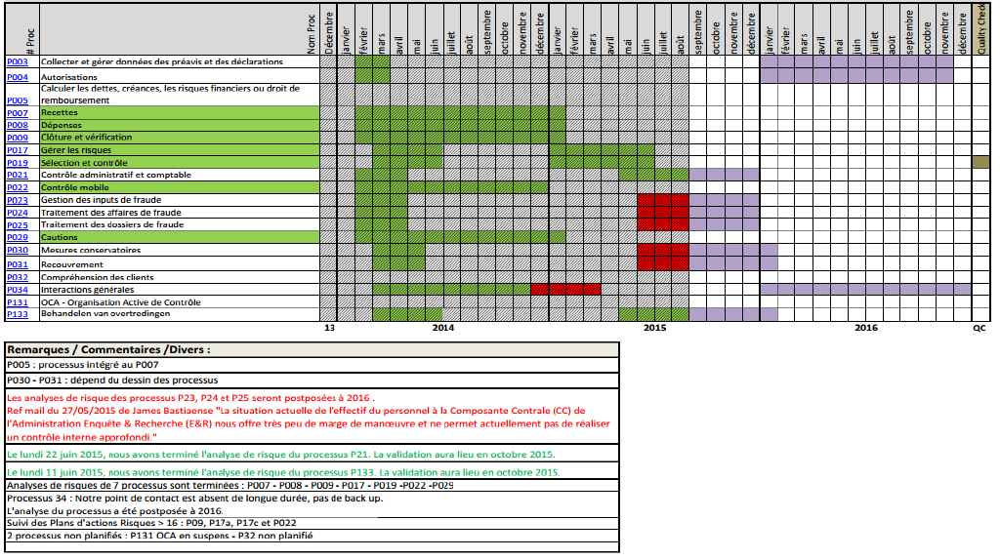 # Proc Nom Proc Décembre janvier février mars avril mai juin juillet août septembre octobre novembre décembre janvier février mars avril mai juin juillet août septembre octobre novembre décembre janvier février mars avril mai juin juillet août septembre octobre novembre décembre Quality Check
P003 Collecter et gérer données des préavis et des déclarations
P004 Autorisations
Calculer les dettes, créances, les risques financiers ou droit de
P005 remboursement
P007 Recettes
P008 Dépenses
P009 Clôture et vérification
P017 Gérer les risques
P019 Sélection et contrôle
P021 Contrôle administratif et comptable
P022 Contrôle mobile
P023 Gestion des inputs de fraude
P024 Traitement des affaires de fraude
P025 Traitement des dossiers de fraude
P029 Cautions
P030 Mesures conservatoires
P031 Recouvrement
P032 Compréhension des clients
P034 Interactions générales
P131 OCA - Organisation Active de Contrôle
P133 Behandelen van overtredingen
13 2014 2015 2016 QC
Remarques / Commentaires /Divers :
P005 : processus intégré au P007
P030 - P031 : dépend du dessin des processus
Les analyses de risque des processus P23, P24 et P25 seront postposées à 2016 .
Ref mail du 27/05/2015 de James Bastiaense "La situation actuelle de l'effectif du personnel à la Composante Centrale (CC) de
l'Administration Enquête & Recherche (E&R) nous offre très peu de marge de manœuvre et ne permet actuellement pas de réaliser
un contrôle interne approfondi."
Le lundi 22 juin 2015, nous avons terminé l'analyse de risque du processus P21. La validation aura lieu en octobre 2015.
Le lundi 11 juin 2015, nous avons terminé l'analyse de risque du processus P133. La validation aura lieu en octobre 2015.
Analyses de risques de 7 processus sont terminées : P007 - P008 - P009 - P017 - P019 -P022 -P029
Processus 34 : Notre point de contact est absent de longue durée, pas de back up.
L'analyse du processus a été postposée à 2016.
Suivi des Plans d'actions Risques > 16 : P09, P17a, P17c et P022
2 processus non planifiés : P131 OCA en suspens - P32 non planifié